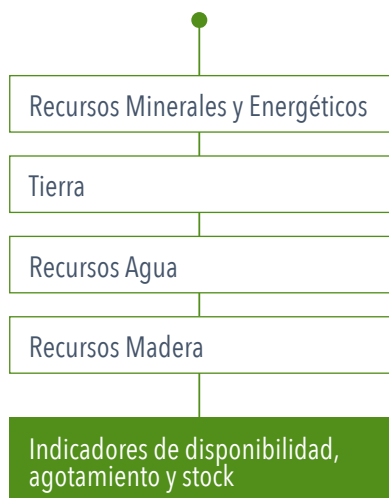 Recursos Minerales y Energéticos
Tierra
Recursos Agua
Recursos Madera
Indicadores de disponibilidad,
agotamiento y stock